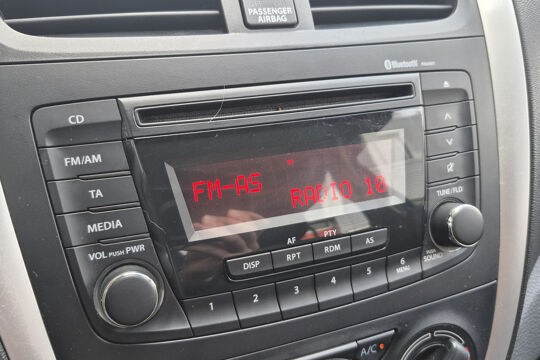 PASSENGER
AIRBAG
Bluetooth
CD
FM/AM
TA
MEDIA
VOL PUSH PWR
FM-AS RADIO 10
TUNE/FLD
PUSH SOUND
AF PTY
DISP RPT RDM AS
1 2 3 4 5 6
MENU
A/C